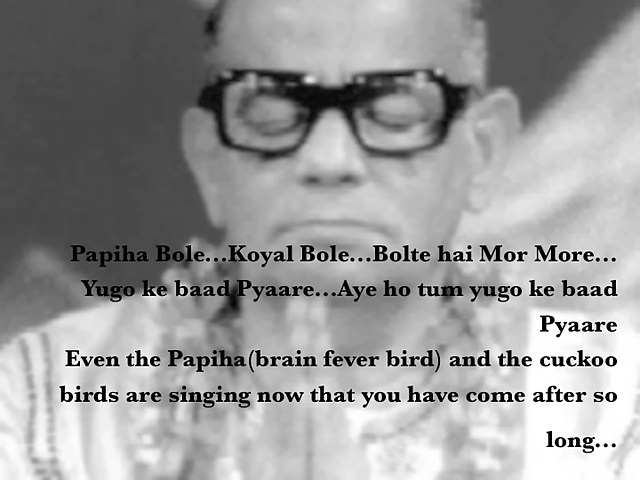 Papiha Bole...Koyal Bole...Bolte hai Mor More...
Yugo ke baad Pyaare...Aye ho tum yugo ke baad
Pyaare
Even the Papiha(brain fever bird) and the cuckoo
birds are singing now that you have come after so
long...